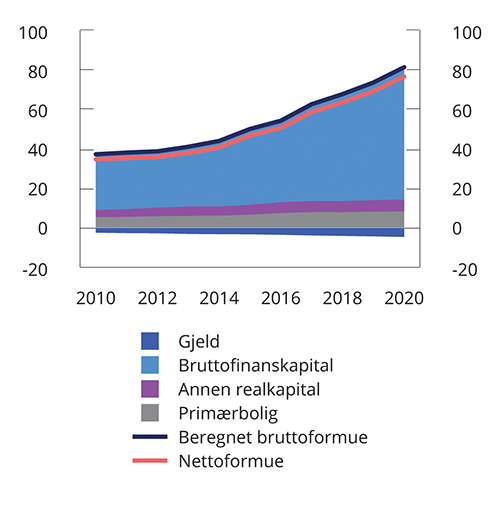 100 100
80 80
60 60
40 40
20 20
0 0
-20 -20
2010 2012 2014 2016 2018 2020
Gjeld
Bruttofinanskapital
Annen realkapital
Primærbolig
Beregnet bruttoformue
Nettoformue